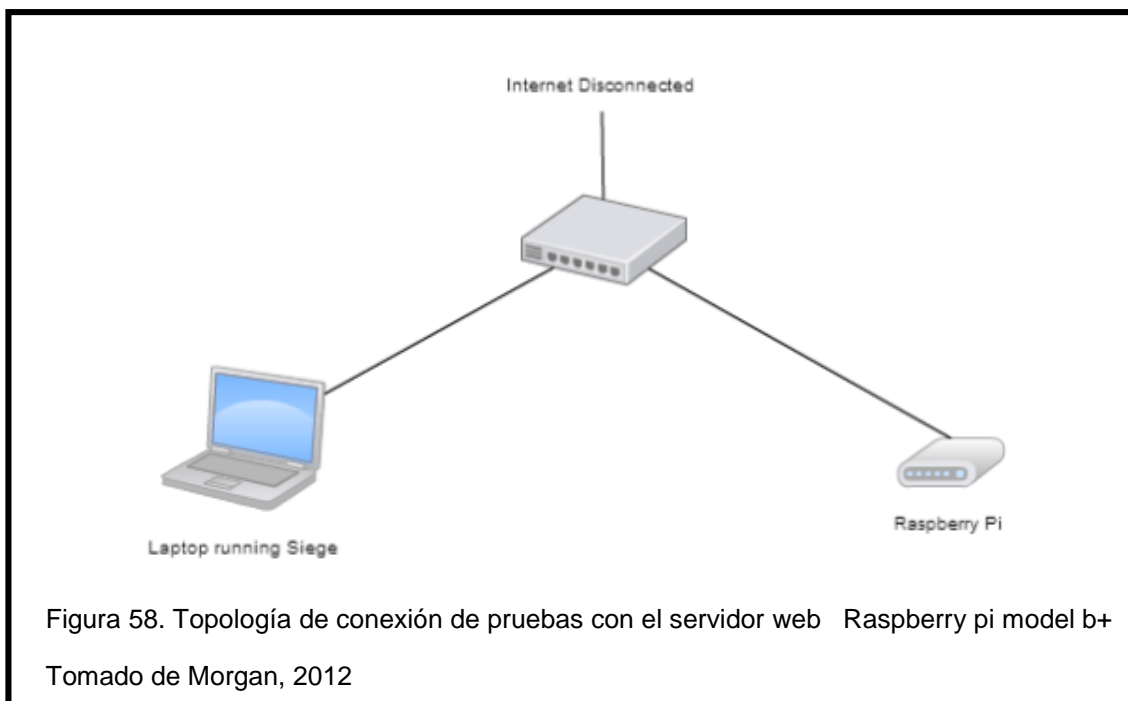 Internet Disconnected
Laptop running Siege
Raspberry Pi
Figura 58. Topología de conexión de pruebas con el servidor web Raspberry pi model b+
Tomado de Morgan, 2012